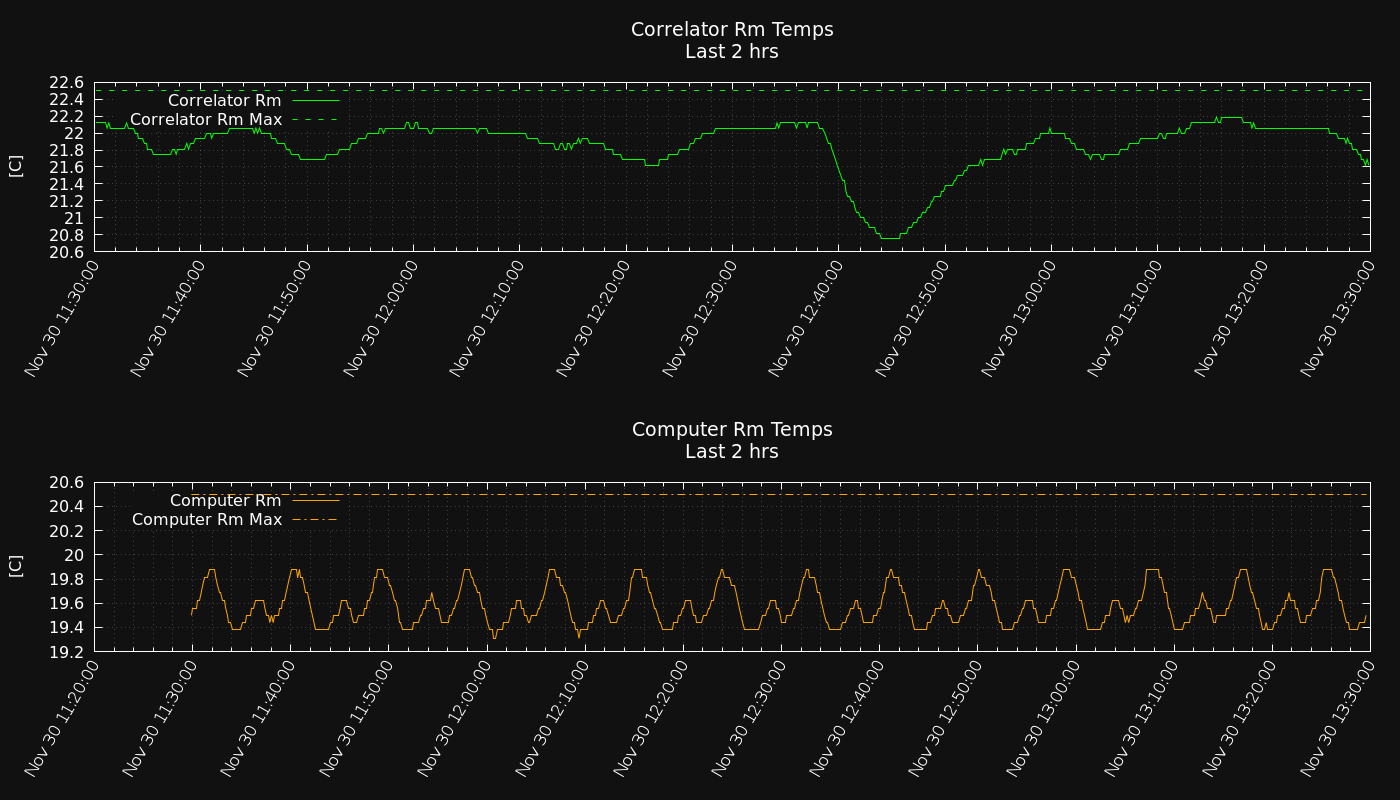 Correlator Rm Temps
Last 2 hrs
22.6
22.4
22.2
22
21.8
21.6
21.4
21.2
21
20.8
20.6
[C]
Correlator Rm
Correlator Rm Max
Nov 30 11:30:00
Nov 30 11:40:00
Nov 30 11:50:00
Nov 30 12:00:00
Nov 30 12:10:00
Nov 30 12:20:00
Nov 30 12:30:00
Nov 30 12:40:00
Nov 30 12:50:00
Nov 30 13:00:00
Nov 30 13:10:00
Nov 30 13:20:00
Nov 30 13:30:00
Computer Rm Temps
Last 2 hrs
20.6
20.4
20.2
20
19.8
19.6
19.4
19.2
[C]
Computer Rm
Computer Rm Max
Nov 30 11:20:00
Nov 30 11:30:00
Nov 30 11:40:00
Nov 30 11:50:00
Nov 30 12:00:00
Nov 30 12:10:00
Nov 30 12:20:00
Nov 30 12:30:00
Nov 30 12:40:00
Nov 30 12:50:00
Nov 30 13:00:00
Nov 30 13:10:00
Nov 30 13:20:00
Nov 30 13:30:00